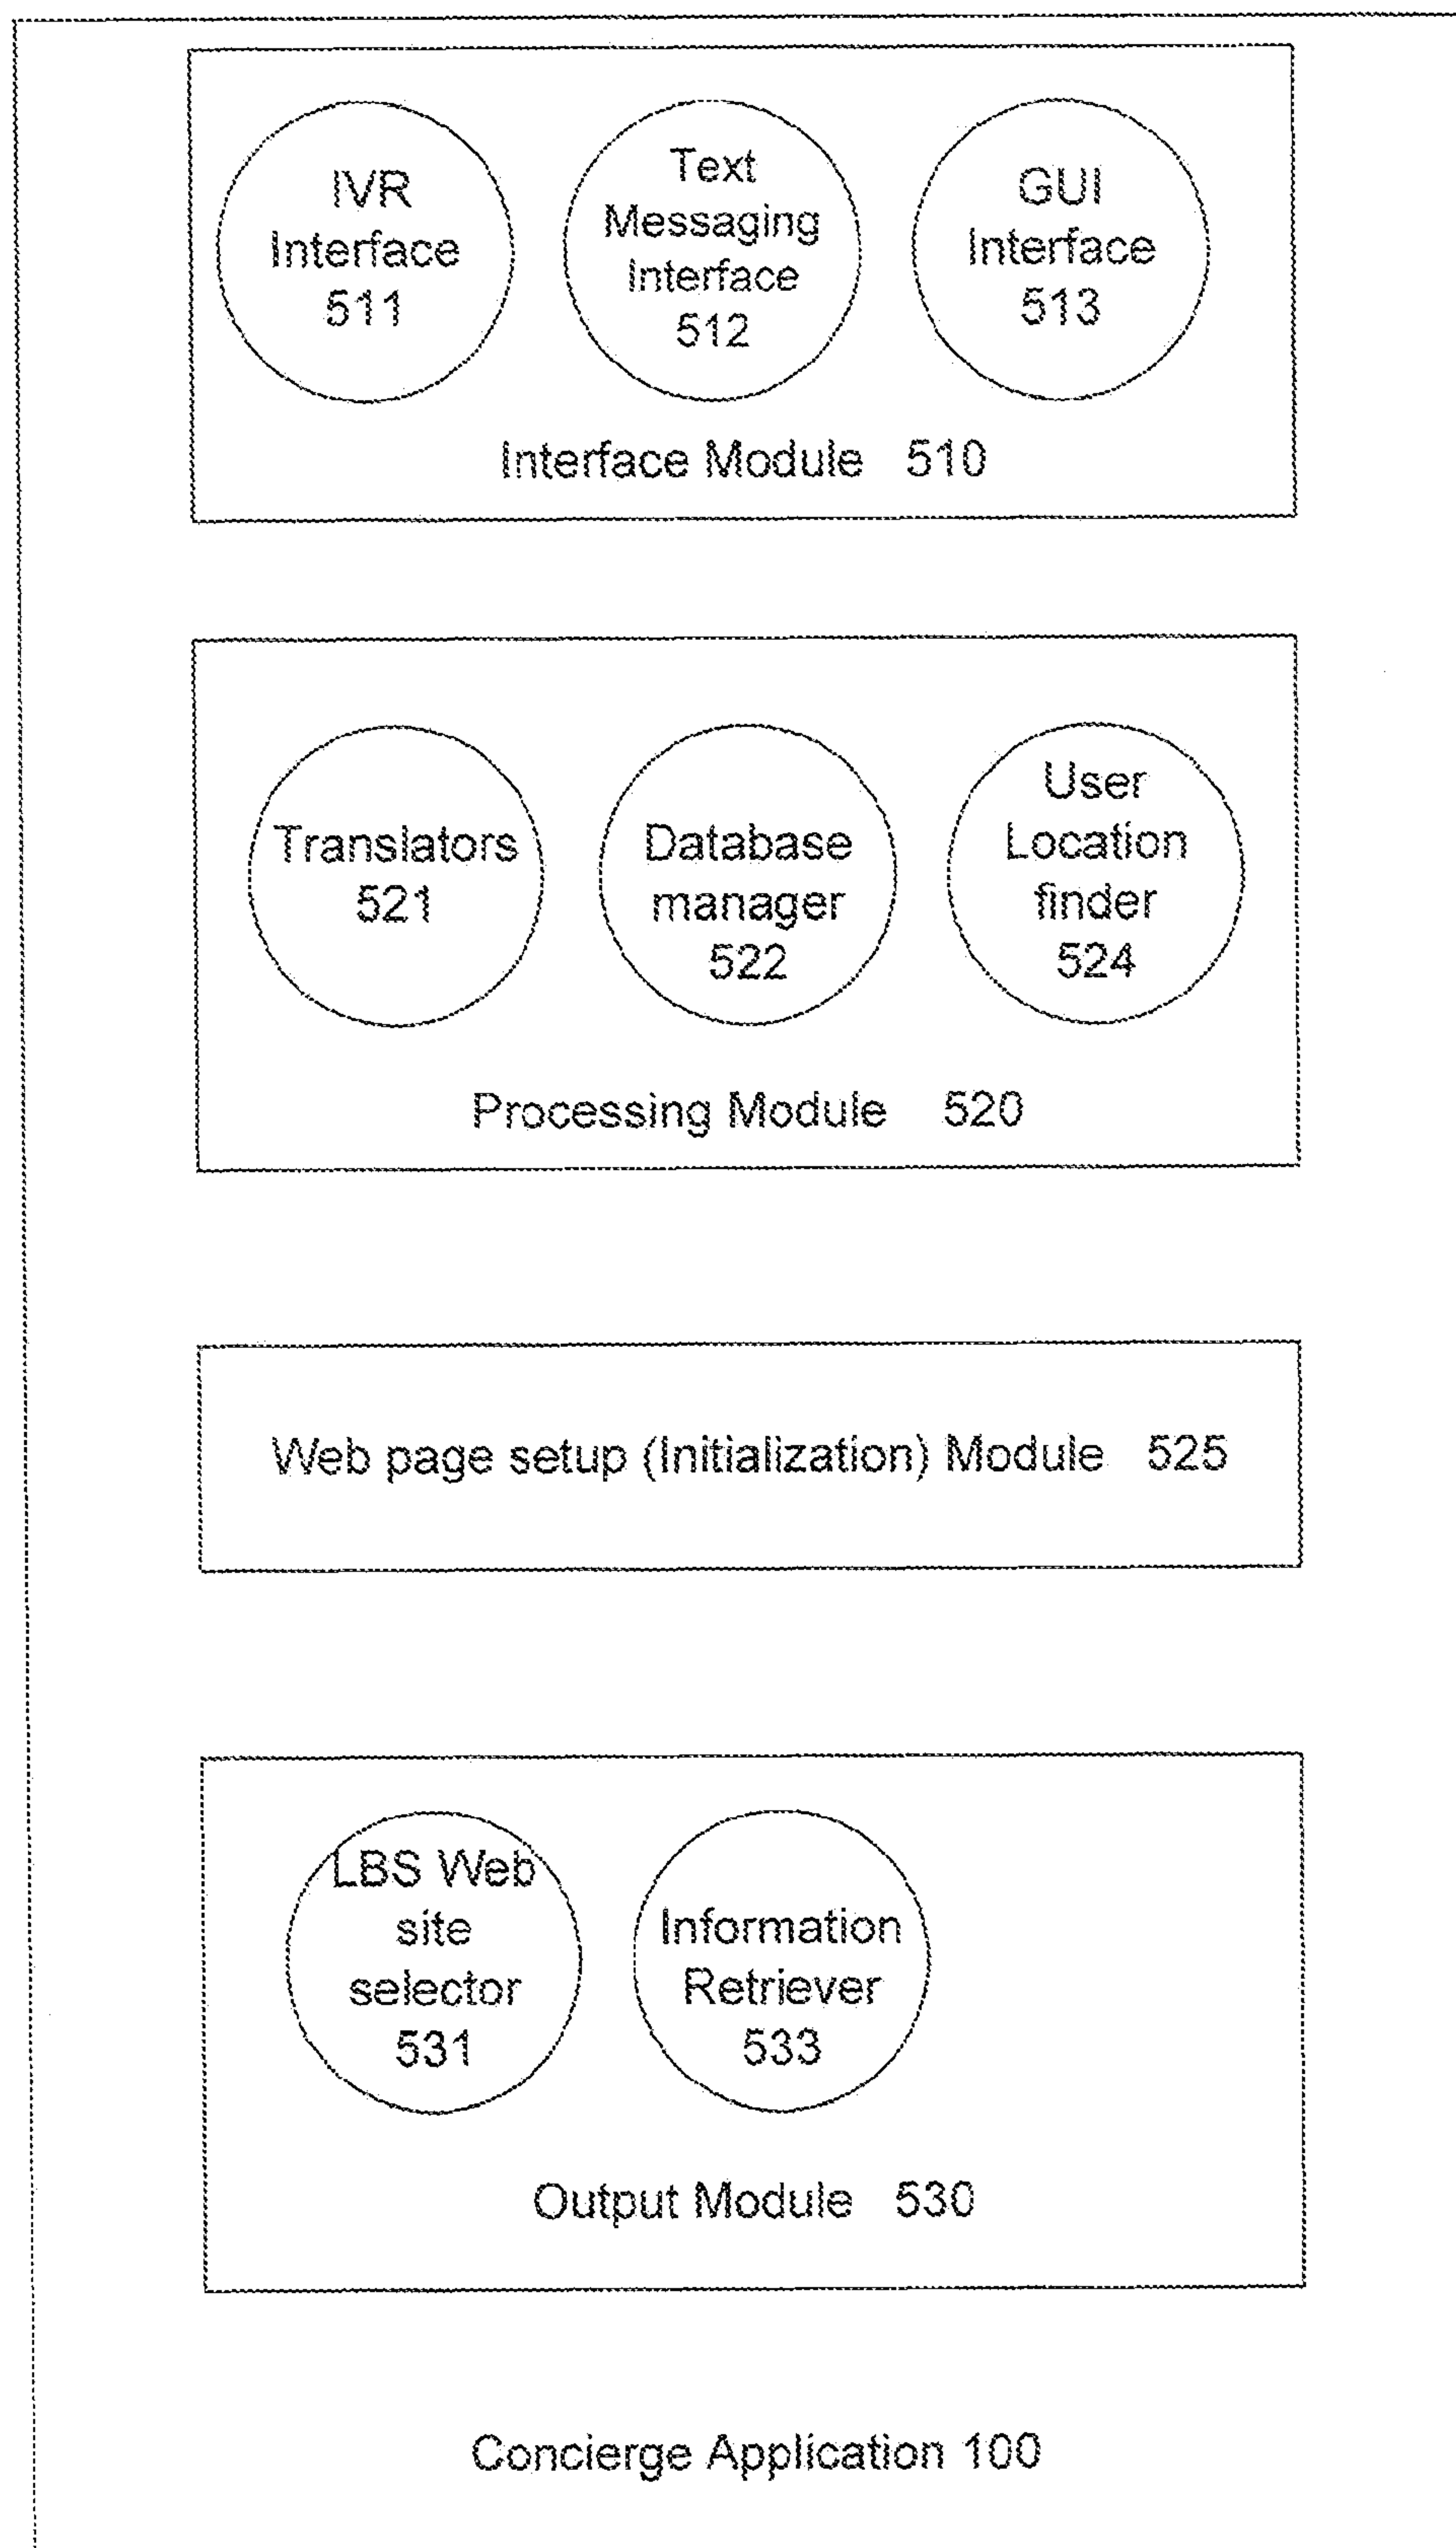 IVR
Interface
511
Text
Messaging
Interface
512
GUI
Interface
513
Interface Module 510
Translators
521
Database
manager
522
User
Location
finder
524
Processing Module 520
Web page setup (Initialization) Module 525
LBS Web
site
selector
531
Information
Retriever
533
Output Module 530
Concierge Application 100